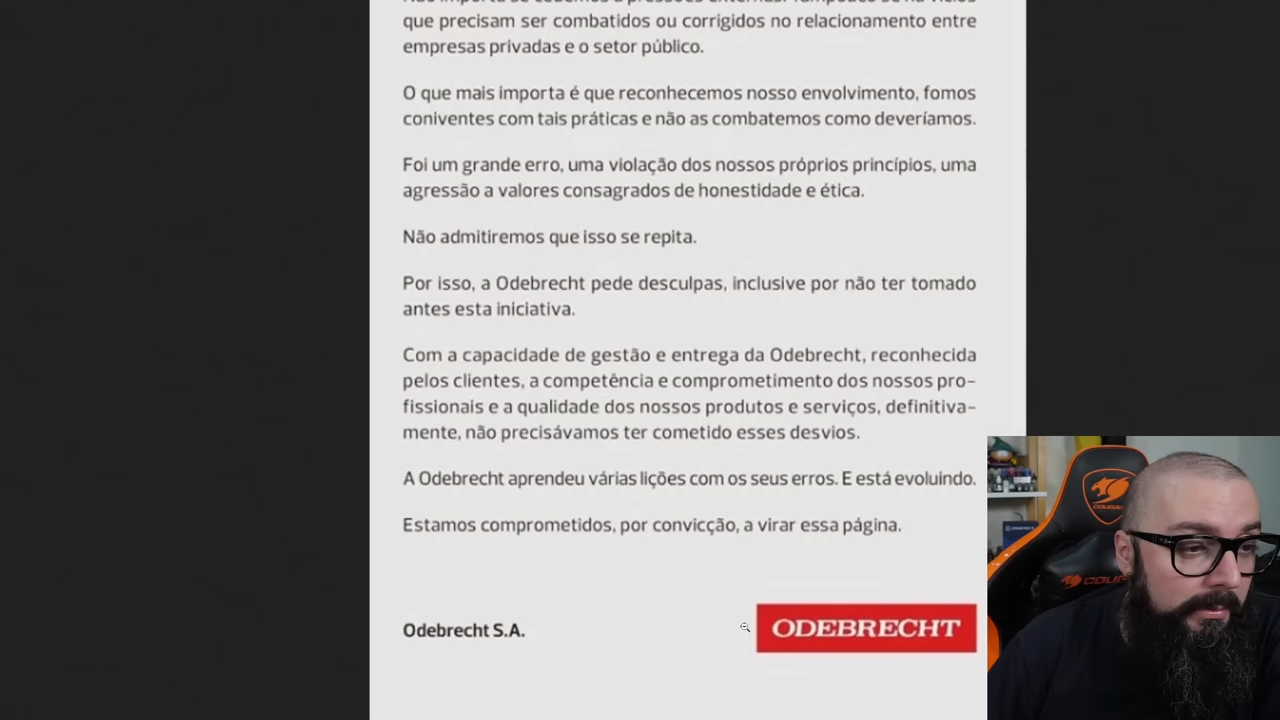 que precisam ser combatidos ou corrigidos no relacionamento entre
empresas privadas e o setor público.
O que mais importa é que reconhecemos nosso envolvimento, fomos
coniventes com tais práticas e não as combatemos como deveríamos.
Foi um grande erro, uma violação dos nossos próprios princípios, uma
agressão a valores consagrados de honestidade e ética.
Não admitiremos que isso se repita.
Por isso, a Odebrecht pede desculpas, inclusive por não ter tomado
antes esta iniciativa.
Com a capacidade de gestão e entrega da Odebrecht, reconhecida
pelos clientes, a competência e comprometimento dos nossos pro-
fissionais e a qualidade dos nossos produtos e serviços, definitiva-
mente, não precisávamos ter cometido esses desvios.
A Odebrecht aprendeu várias lições com os seus erros. E está evoluindo.
Estamos comprometidos, por convicção, a virar essa página.
Odebrecht S.A.
ODEBRECHT
COUGAR